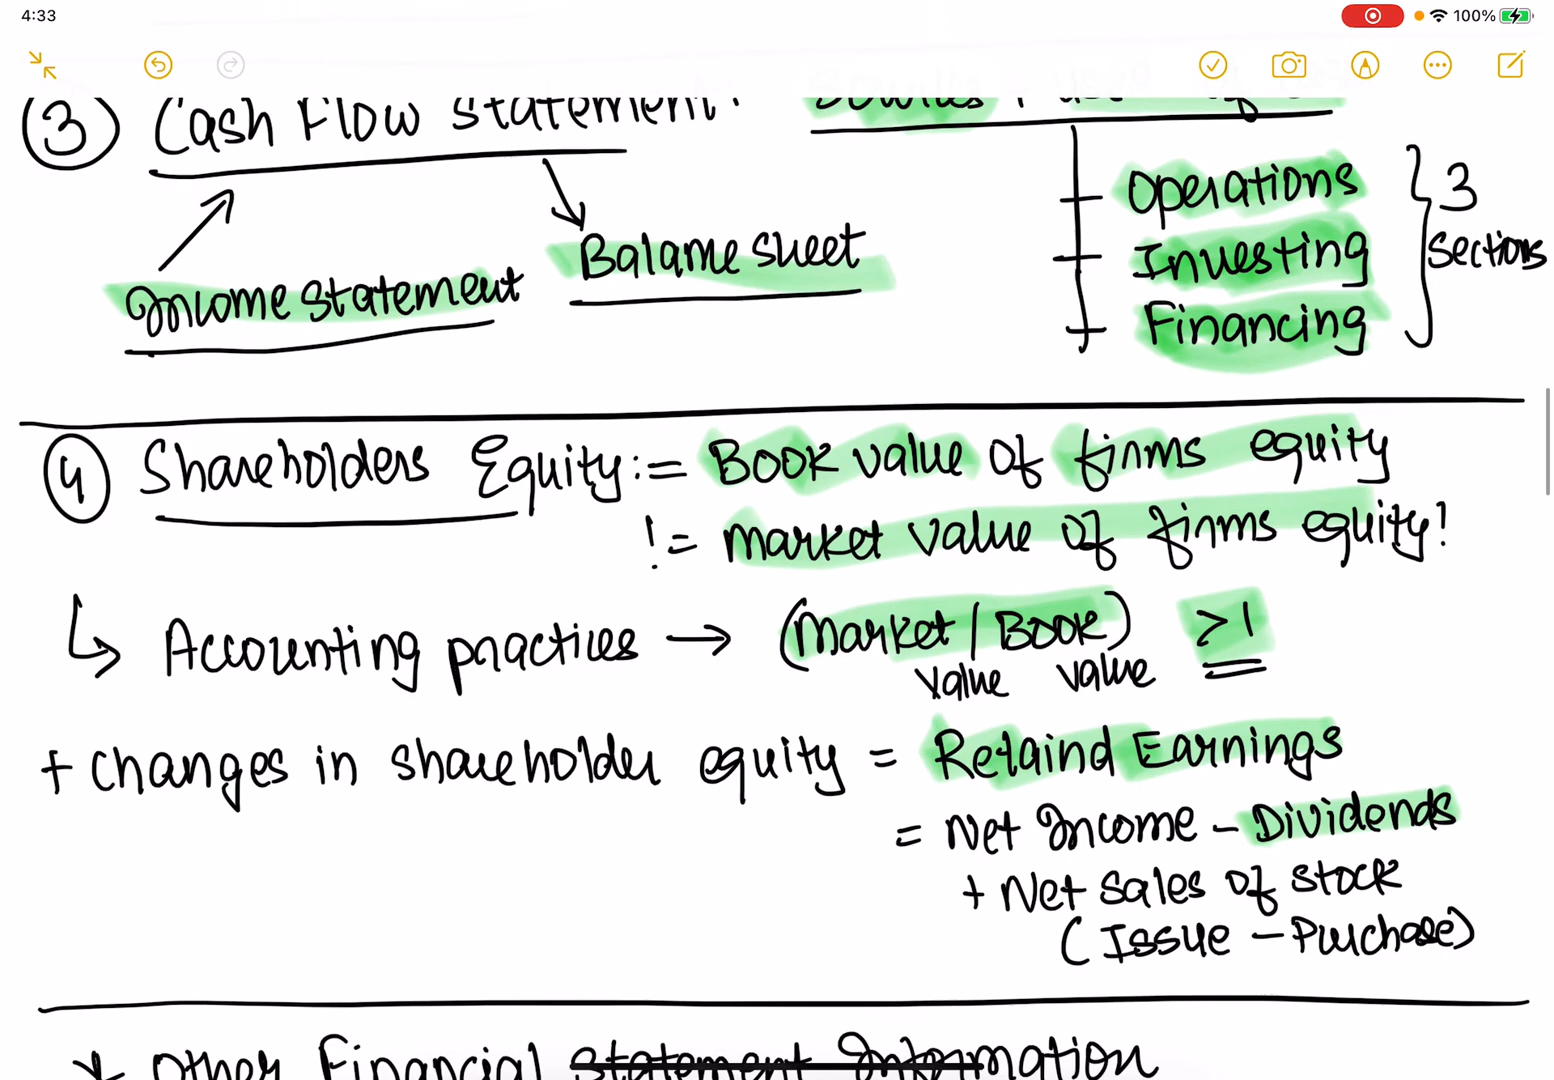 4:33
100%
③ Cash Flow statement:
Operations
Investing
Financing
3
Sections
Income statement
Balance sheet
④ Shareholders Equity := Book value of firms equity
!= market value of firms equity!
↳ Accounting practices → (Market / Book) ≥1
value value
+ changes in shareholder equity = Retaind Earnings
= Net Income - Dividends
+ Net sales of stock
(Issue - Purchase)
* Other Financial statement Information